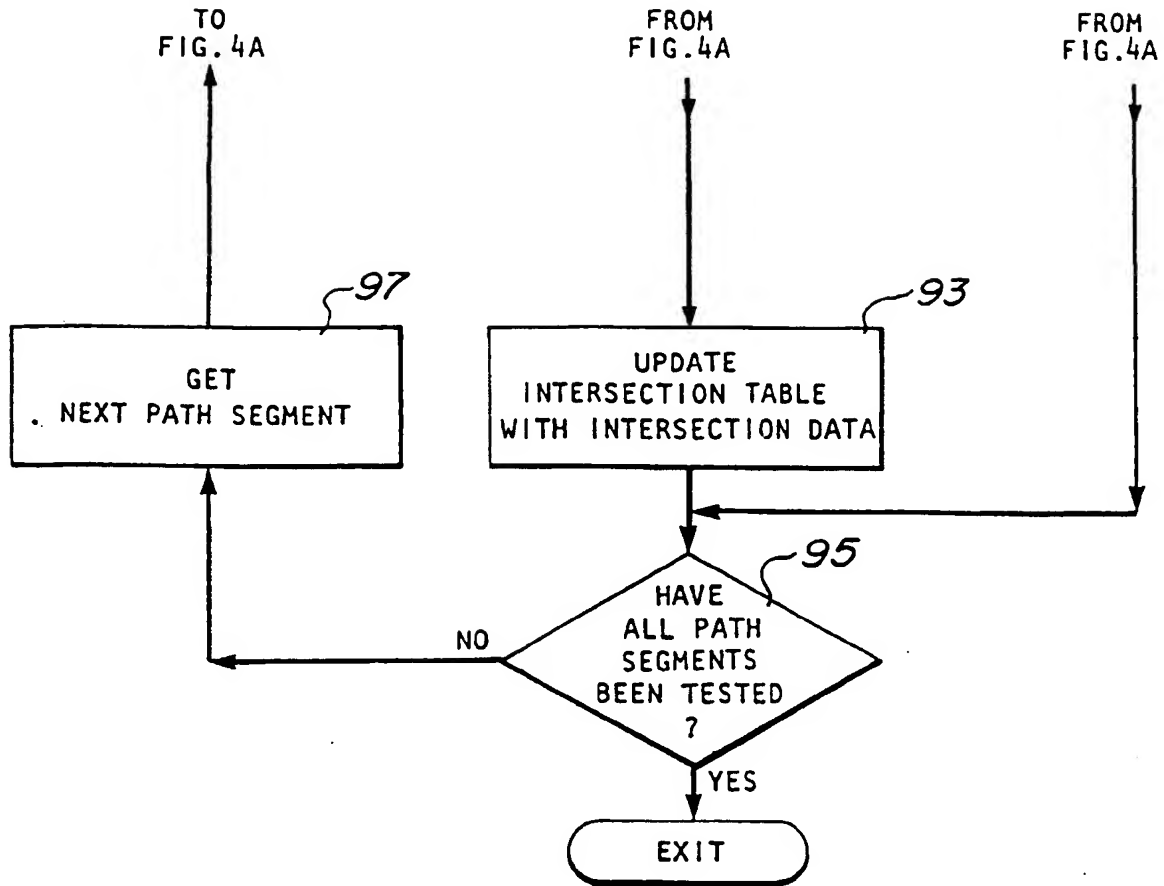 TO
FIG.4A
FROM
FIG.4A
FROM
FIG.4A
97
GET
NEXT PATH SEGMENT
93
UPDATE
INTERSECTION TABLE
WITH INTERSECTION DATA
95
HAVE
ALL PATH
SEGMENTS
BEEN TESTED
?
NO
YES
EXIT